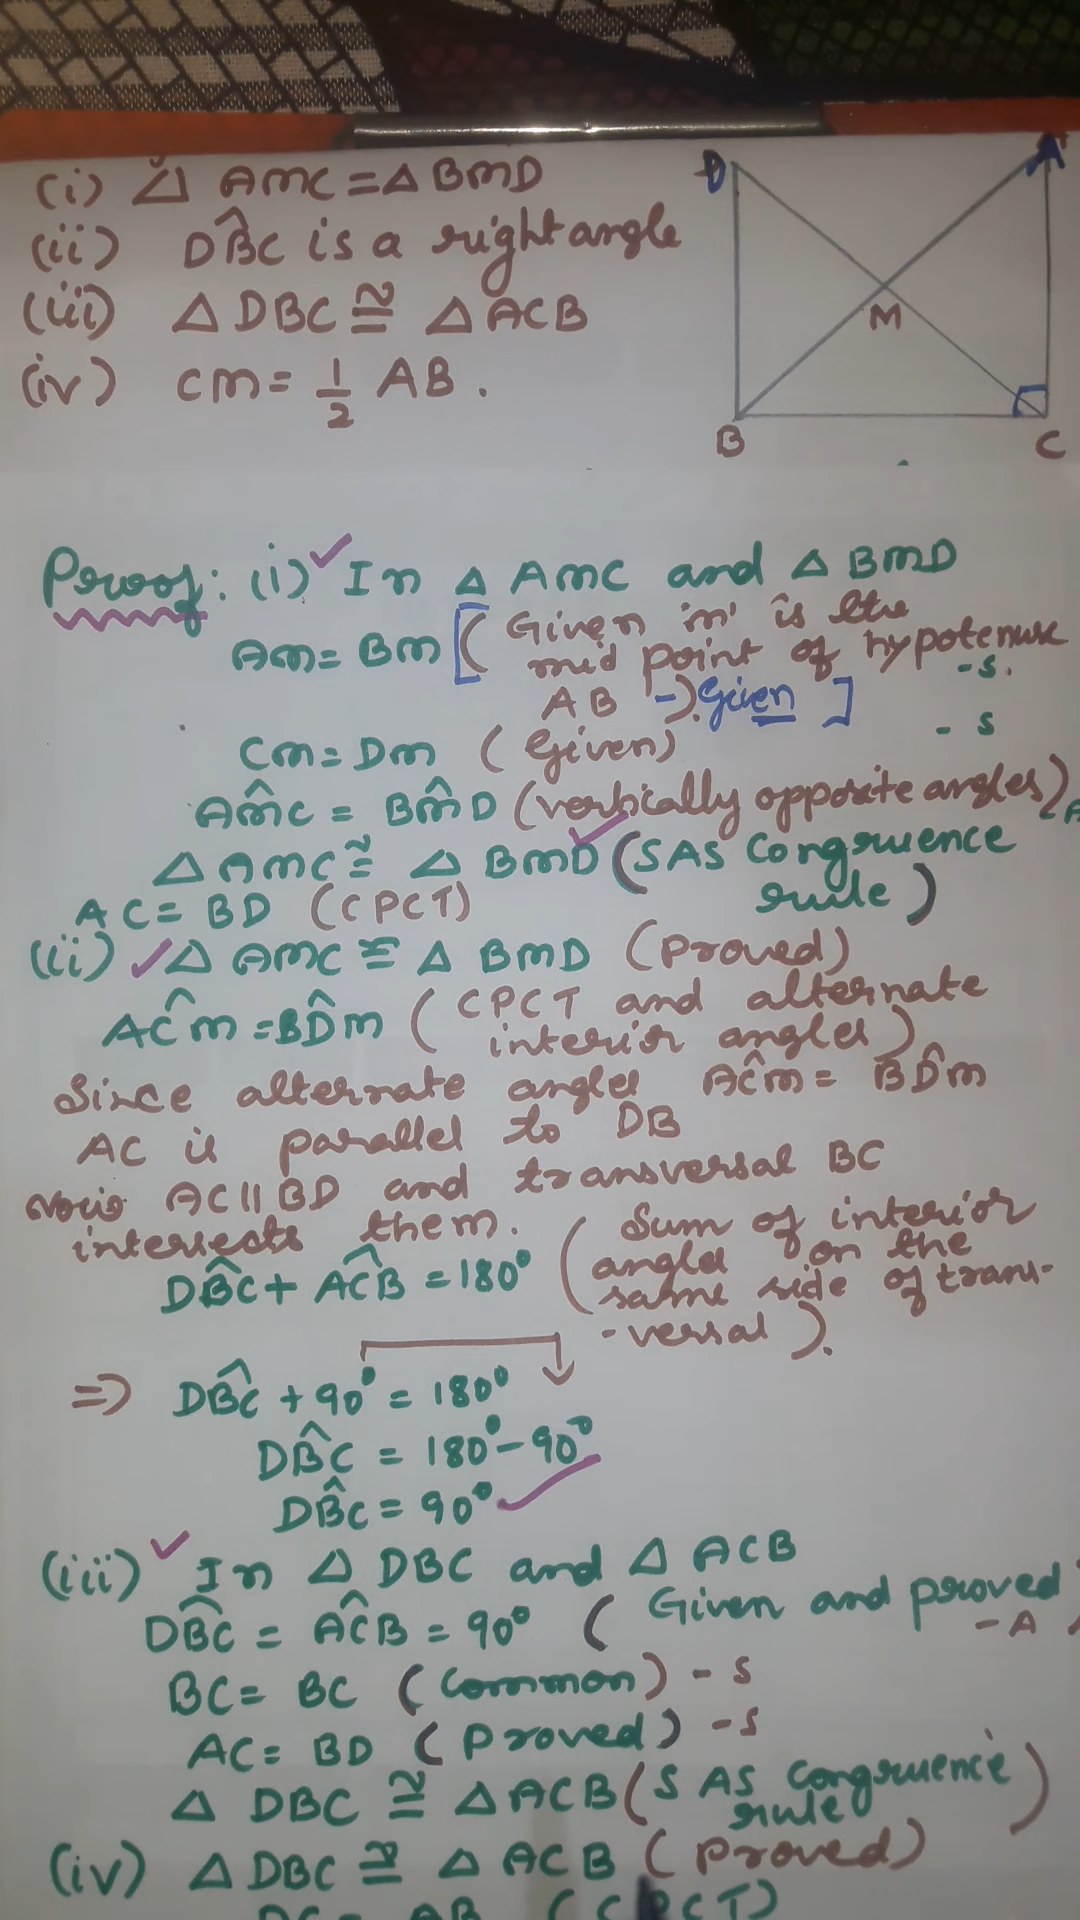 (i) △ AMC = △ BMD
(ii) DB̂C is a right angle
(iii) △ DBC ≅ △ ACB
(iv) CM = 1/2 AB.
D A
M
B C
Proof: (i) In △ AMC and △ BMD
AM = BM [( Given 'm' is the
mid point of hypotenuse
AB -). Given ] - S.
CM = DM (Given) - S
AM̂C = BM̂D (vertically opposite angles) (A
△ AMC ≅ △ BMD (SAS Congruence
rule)
AC = BD (CPCT)
(ii) △ AMC ≅ △ BMD (Proved)
AĈM = BD̂M ( CPCT and alternate
interior angles)
Since alternate angles AĈM = BD̂M
AC is parallel to DB
Now AC || BD and transversal BC
intersects them.
DB̂C + AĈB = 180° ( Sum of interior
angles on the
same side of trans-
-versal ).
=> DB̂C + 90° = 180°
DB̂C = 180° - 90°
DB̂C = 90°
(iii) In △ DBC and △ ACB
DB̂C = AĈB = 90° ( Given and proved
- A
BC = BC (Common) - S
AC = BD (Proved) - S
△ DBC ≅ △ ACB (SAS Congruence
rule)
(iv) △ DBC ≅ △ ACB (Proved)
DC = AB (CPCT)